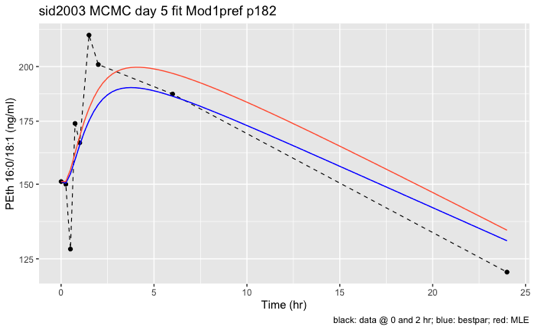 sid2003 MCMC day 5 fit Mod1pref p182
PEth 16:0/18:1 (ng/ml)
200
175
150
125
0
5
10
15
20
25
Time (hr)
black: data @ 0 and 2 hr; blue: bestpar; red: MLE